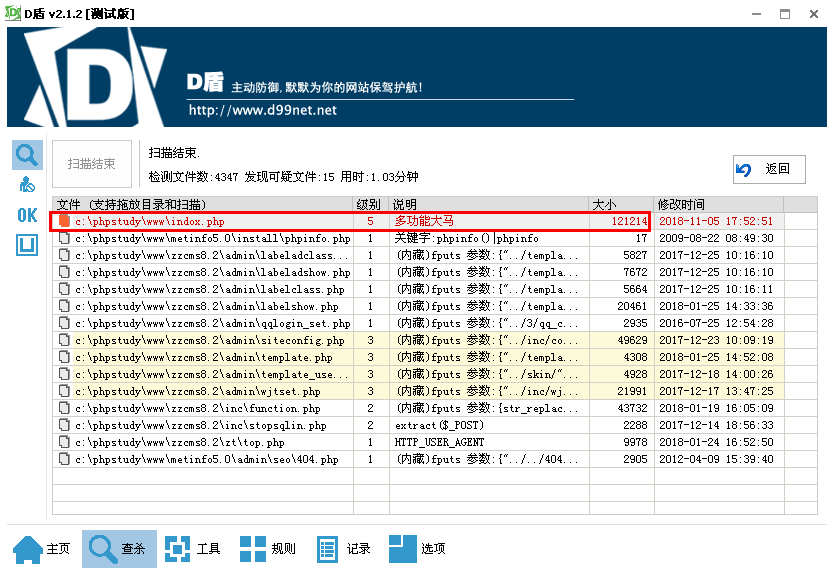 D盾 v2.1.2 [测试版]
D盾 主动防御,默默为你的网站保驾护航!
http://www.d99net.net
扫描结束
扫描结束.
检测文件数:4347 发现可疑文件:15 用时:1.03分钟
返回
文件 (支持拖放目录和扫描) 级别 说明 大小 修改时间
c:\phpstudy\www\indox.php 5 多功能大马 121214 2018-11-05 17:52:51
c:\phpstudy\www\metinfo5.0\install\phpinfo.php 1 关键字:phpinfo()|phpinfo 17 2009-08-22 08:49:30
c:\phpstudy\www\zzcms8.2\admin\labeladclass... 1 (内藏)fputs 参数:{"../templa... 5827 2017-12-25 10:16:10
c:\phpstudy\www\zzcms8.2\admin\labeladshow.php 1 (内藏)fputs 参数:{"../templa... 7672 2017-12-25 10:16:10
c:\phpstudy\www\zzcms8.2\admin\labelclass.php 1 (内藏)fputs 参数:{"../templa... 5664 2017-12-25 10:16:11
c:\phpstudy\www\zzcms8.2\admin\labelshow.php 1 (内藏)fputs 参数:{"../templa... 20461 2018-01-25 14:33:36
c:\phpstudy\www\zzcms8.2\admin\qqlogin_set.php 1 (内藏)fputs 参数:{"../3/qq_c... 2935 2016-07-25 12:54:28
c:\phpstudy\www\zzcms8.2\admin\siteconfig.php 3 (内藏)fputs 参数:{"../inc/co... 49629 2017-12-23 10:09:19
c:\phpstudy\www\zzcms8.2\admin\template.php 3 (内藏)fputs 参数:{"../templa... 4308 2018-01-25 14:52:08
c:\phpstudy\www\zzcms8.2\admin\template_use... 3 (内藏)fputs 参数:{"../skin/"... 4928 2017-12-18 14:00:26
c:\phpstudy\www\zzcms8.2\admin\wjtset.php 3 (内藏)fputs 参数:{"../inc/wj... 21991 2017-12-17 13:47:25
c:\phpstudy\www\zzcms8.2\inc\function.php 2 (内藏)fputs 参数:{str_replac... 43732 2018-01-19 16:05:09
c:\phpstudy\www\zzcms8.2\inc\stopsqlin.php 2 extract($_POST) 2288 2017-12-14 18:56:33
c:\phpstudy\www\zzcms8.2\zt\top.php 1 HTTP_USER_AGENT 9978 2018-01-24 16:52:50
c:\phpstudy\www\metinfo5.0\admin\seo\404.php 1 (内藏)fputs 参数:{"../../404... 2905 2012-04-09 15:39:40
OK
主页 查杀 工具 规则 记录 选项